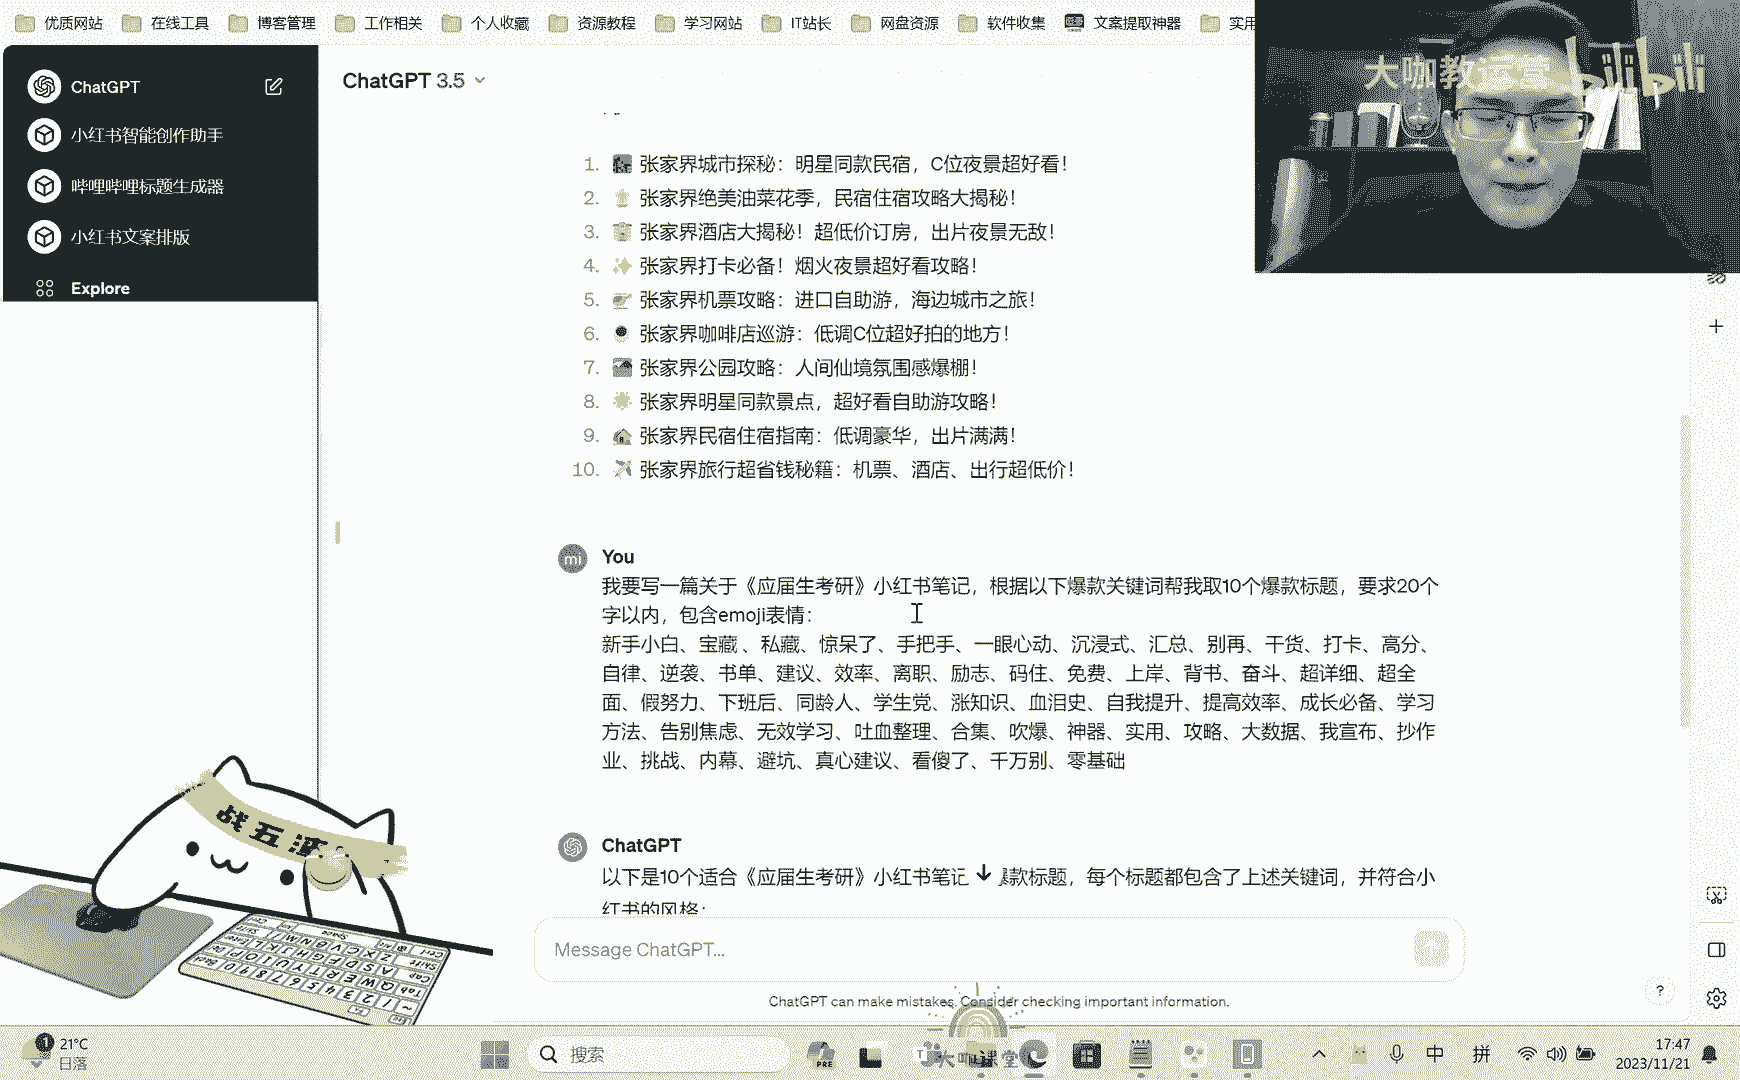 优质网站 在线工具 博客管理 工作相关 个人收藏 资源教程 学习网站 IT站长 网盘资源 软件收集 文案提取神器 实用
大咖教运营 bilibili
ChatGPT
小红书智能创作助手
哔哩哔哩标题生成器
小红书文案排版
Explore
ChatGPT 3.5
1. 张家界城市探秘：明星同款民宿，C位夜景超好看！
2. 张家界绝美油菜花季，民宿住宿攻略大揭秘！
3. 张家界酒店大揭秘！超低价订房，出片夜景无敌！
4. 张家界打卡必备！烟火夜景超好看攻略！
5. 张家界机票攻略：进口自助游，海边城市之旅！
6. 张家界咖啡店巡游：低调C位超好拍的地方！
7. 张家界公园攻略：人间仙境氛围感爆棚！
8. 张家界明星同款景点，超好看自助游攻略！
9. 张家界民宿住宿指南：低调豪华，出片满满！
10. 张家界旅行超省钱秘籍：机票、酒店、出行超低价！
mi You
我要写一篇关于《应届生考研》小红书笔记，根据以下爆款关键词帮我取10个爆款标题，要求20个
字以内，包含emoji表情：
新手小白、宝藏 、私藏、惊呆了、手把手、一眼心动、沉浸式、汇总、别再、干货、打卡、高分、
自律、逆袭、书单、建议、效率、离职、励志、码住、免费、上岸、背书、奋斗、超详细、超全
面、假努力、下班后、同龄人、学生党、涨知识、血泪史、自我提升、提高效率、成长必备、学习
方法、告别焦虑、无效学习、吐血整理、合集、吹爆、神器、实用、攻略、大数据、我宣布、抄作
业、挑战、内幕、避坑、真心建议、看傻了、千万别、零基础
ChatGPT
以下是10个适合《应届生考研》小红书笔记 款标题，每个标题都包含了上述关键词，并符合小
红书的风格：
Message ChatGPT...
ChatGPT can make mistakes. Consider checking important information.
?
战五渣
1 21°C
日落
搜索
PRE
大咖课堂
中 拼
17:47
2023/11/21